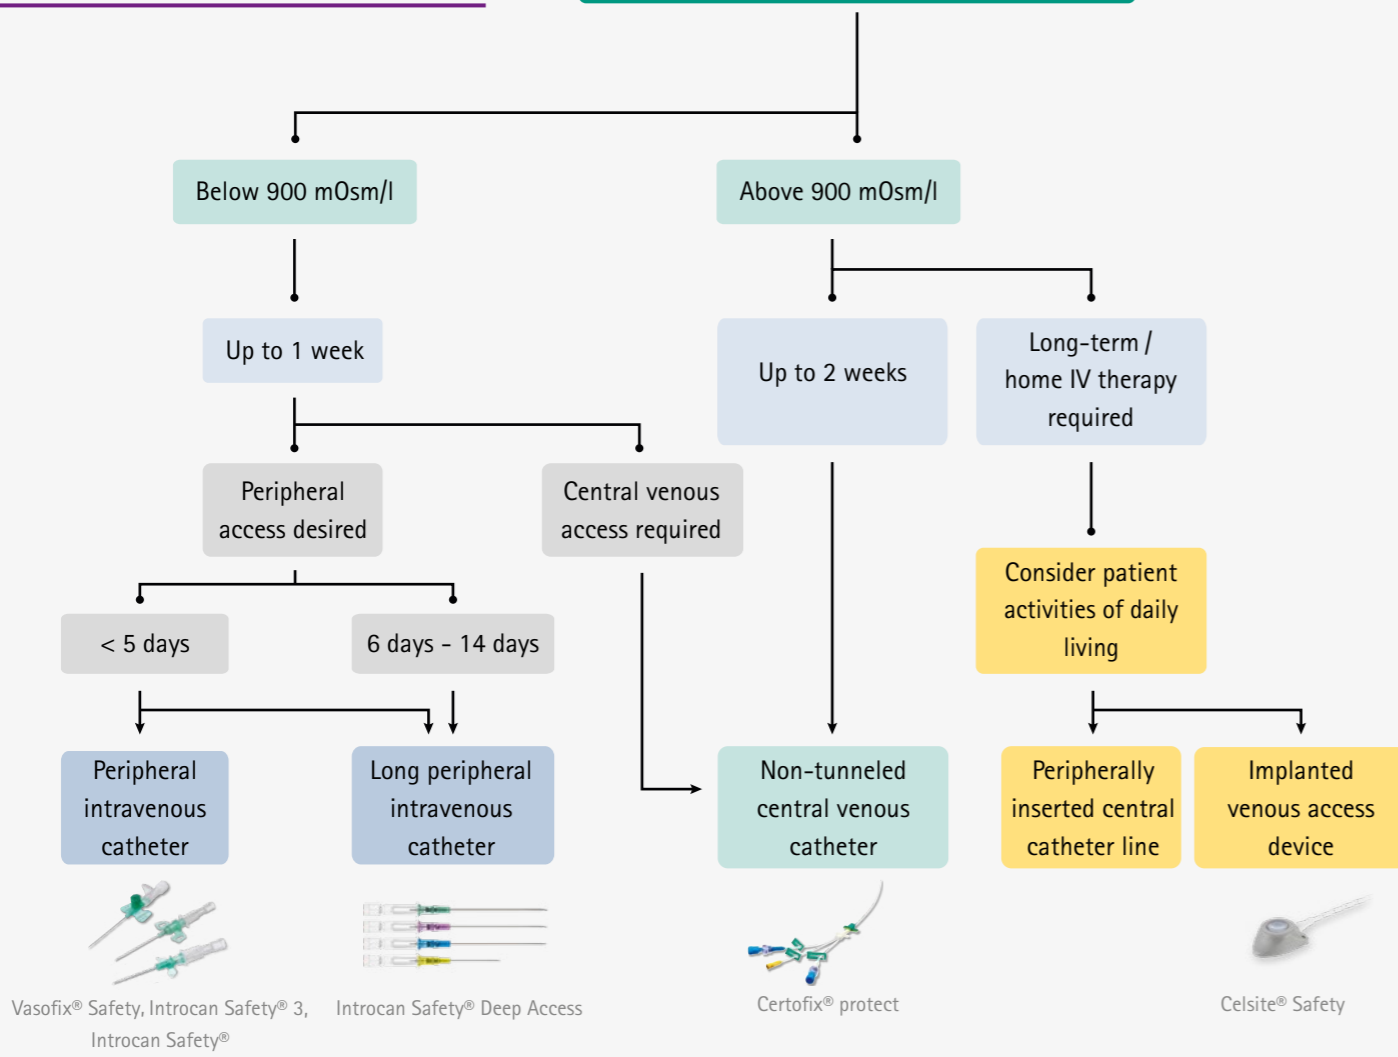 Below 900 mOsm/l
Above 900 mOsm/l
Up to 1 week
Up to 2 weeks
Long-term /
home IV therapy
required
Peripheral
access desired
Central venous
access required
Consider patient
activities of daily
living
< 5 days
6 days - 14 days
Peripheral
intravenous
catheter
Long peripheral
intravenous
catheter
Non-tunneled
central venous
catheter
Peripherally
inserted central
catheter line
Implanted
venous access
device
Vasofix® Safety, Introcan Safety® 3,
Introcan Safety®
Introcan Safety® Deep Access
Certofix® protect
Celsite® Safety